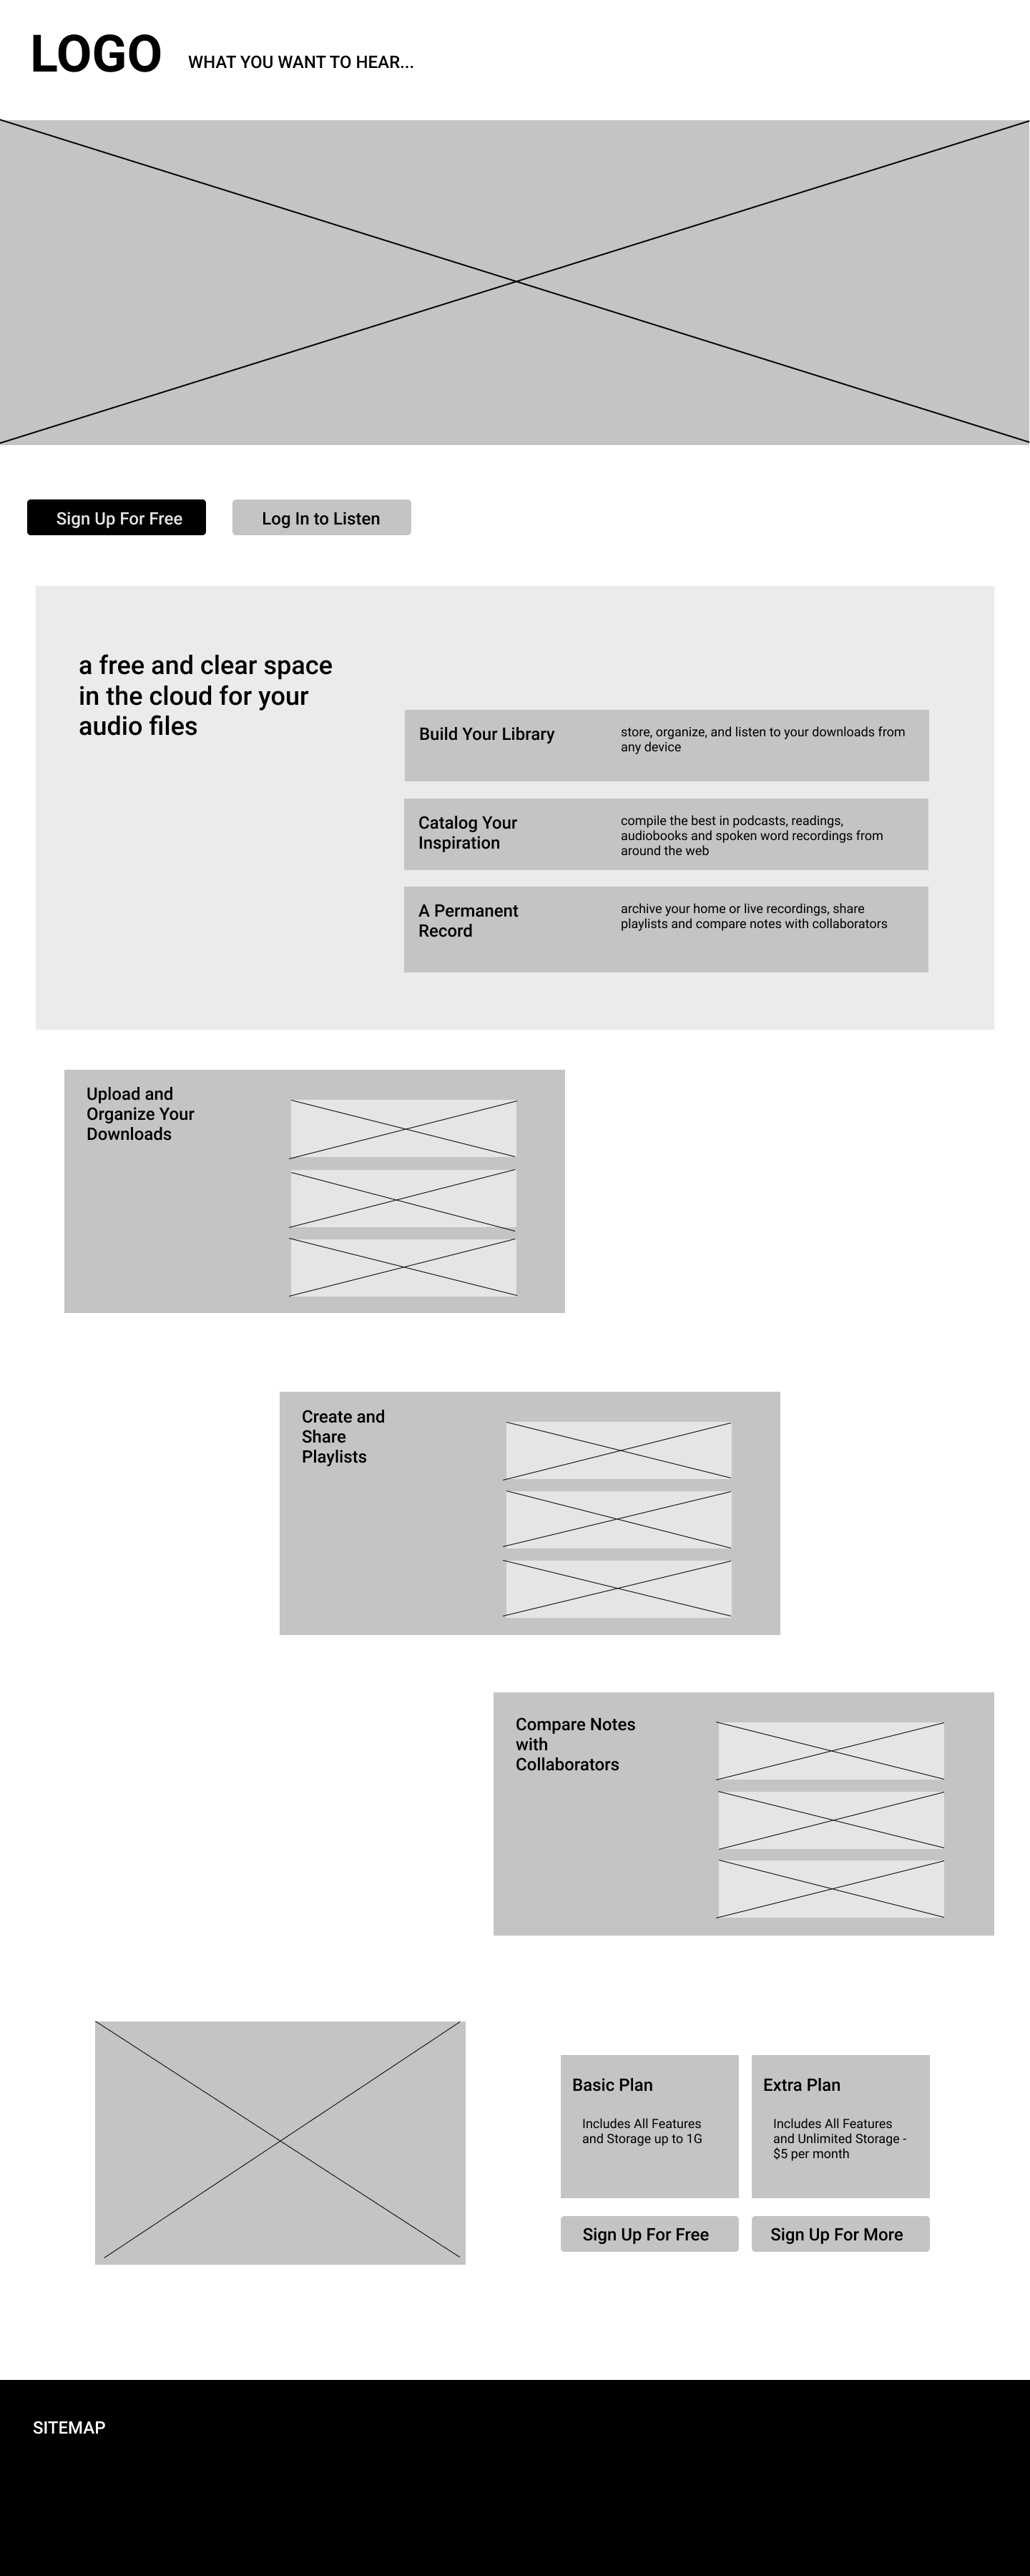 LOGO
WHAT YOU WANT TO HEAR...
Sign Up For Free
Log In to Listen
a free and clear space
in the cloud for your
audio files
Build Your Library
store, organize, and listen to your downloads from
any device
Catalog Your
Inspiration
compile the best in podcasts, readings,
audiobooks and spoken word recordings from
around the web
A Permanent
Record
archive your home or live recordings, share
playlists and compare notes with collaborators
Upload and
Organize Your
Downloads
Create and
Share
Playlists
Compare Notes
with
Collaborators
Basic Plan
Includes All Features
and Storage up to 1G
Sign Up For Free
Extra Plan
Includes All Features
and Unlimited Storage -
$5 per month
Sign Up For More
SITEMAP